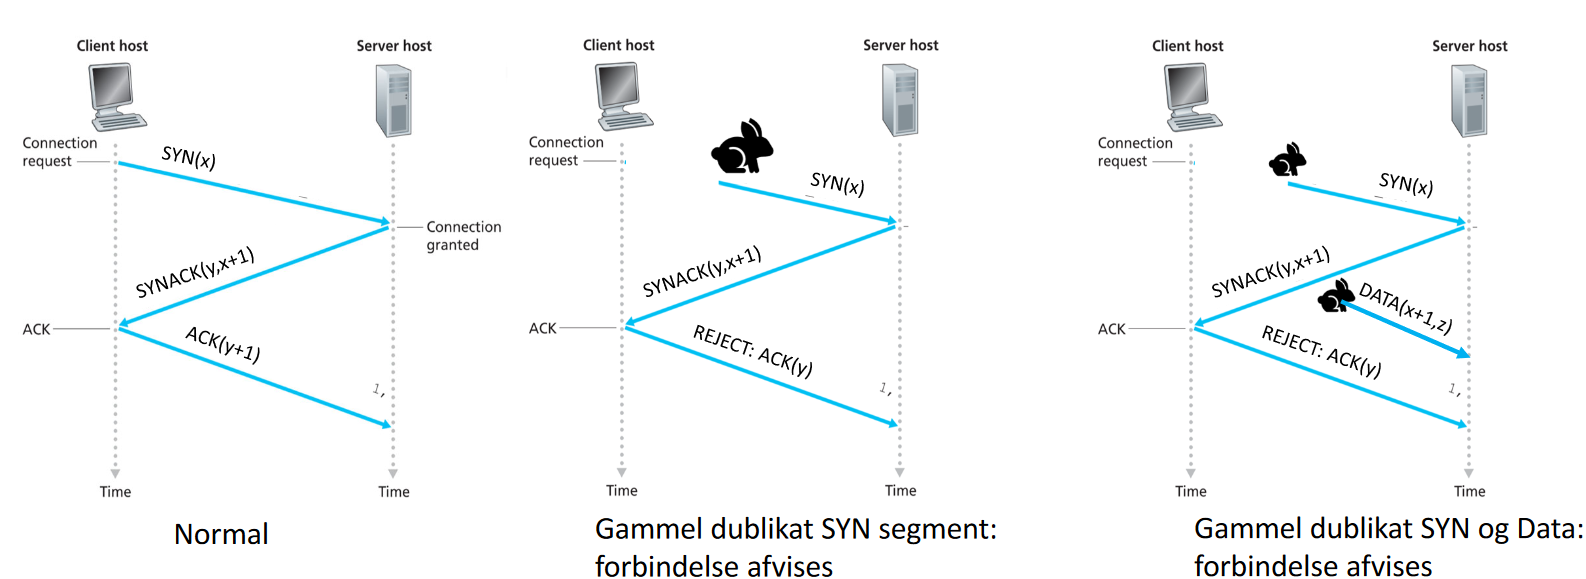 Client host
Server host
Connection
request
SYN(x)
Connection
granted
SYNACK(y,x+1)
ACK
ACK(y+1)
1,
Time
Time
Normal
Client host
Server host
Connection
request
SYN(x)
SYNACK(y,x+1)
ACK
REJECT: ACK(y)
1,
Time
Time
Gammel dublikat SYN segment:
forbindelse afvises
Client host
Server host
Connection
request
SYN(x)
SYNACK(y,x+1)
DATA(x+1,z)
ACK
REJECT: ACK(y)
1,
Time
Time
Gammel dublikat SYN og Data:
forbindelse afvises